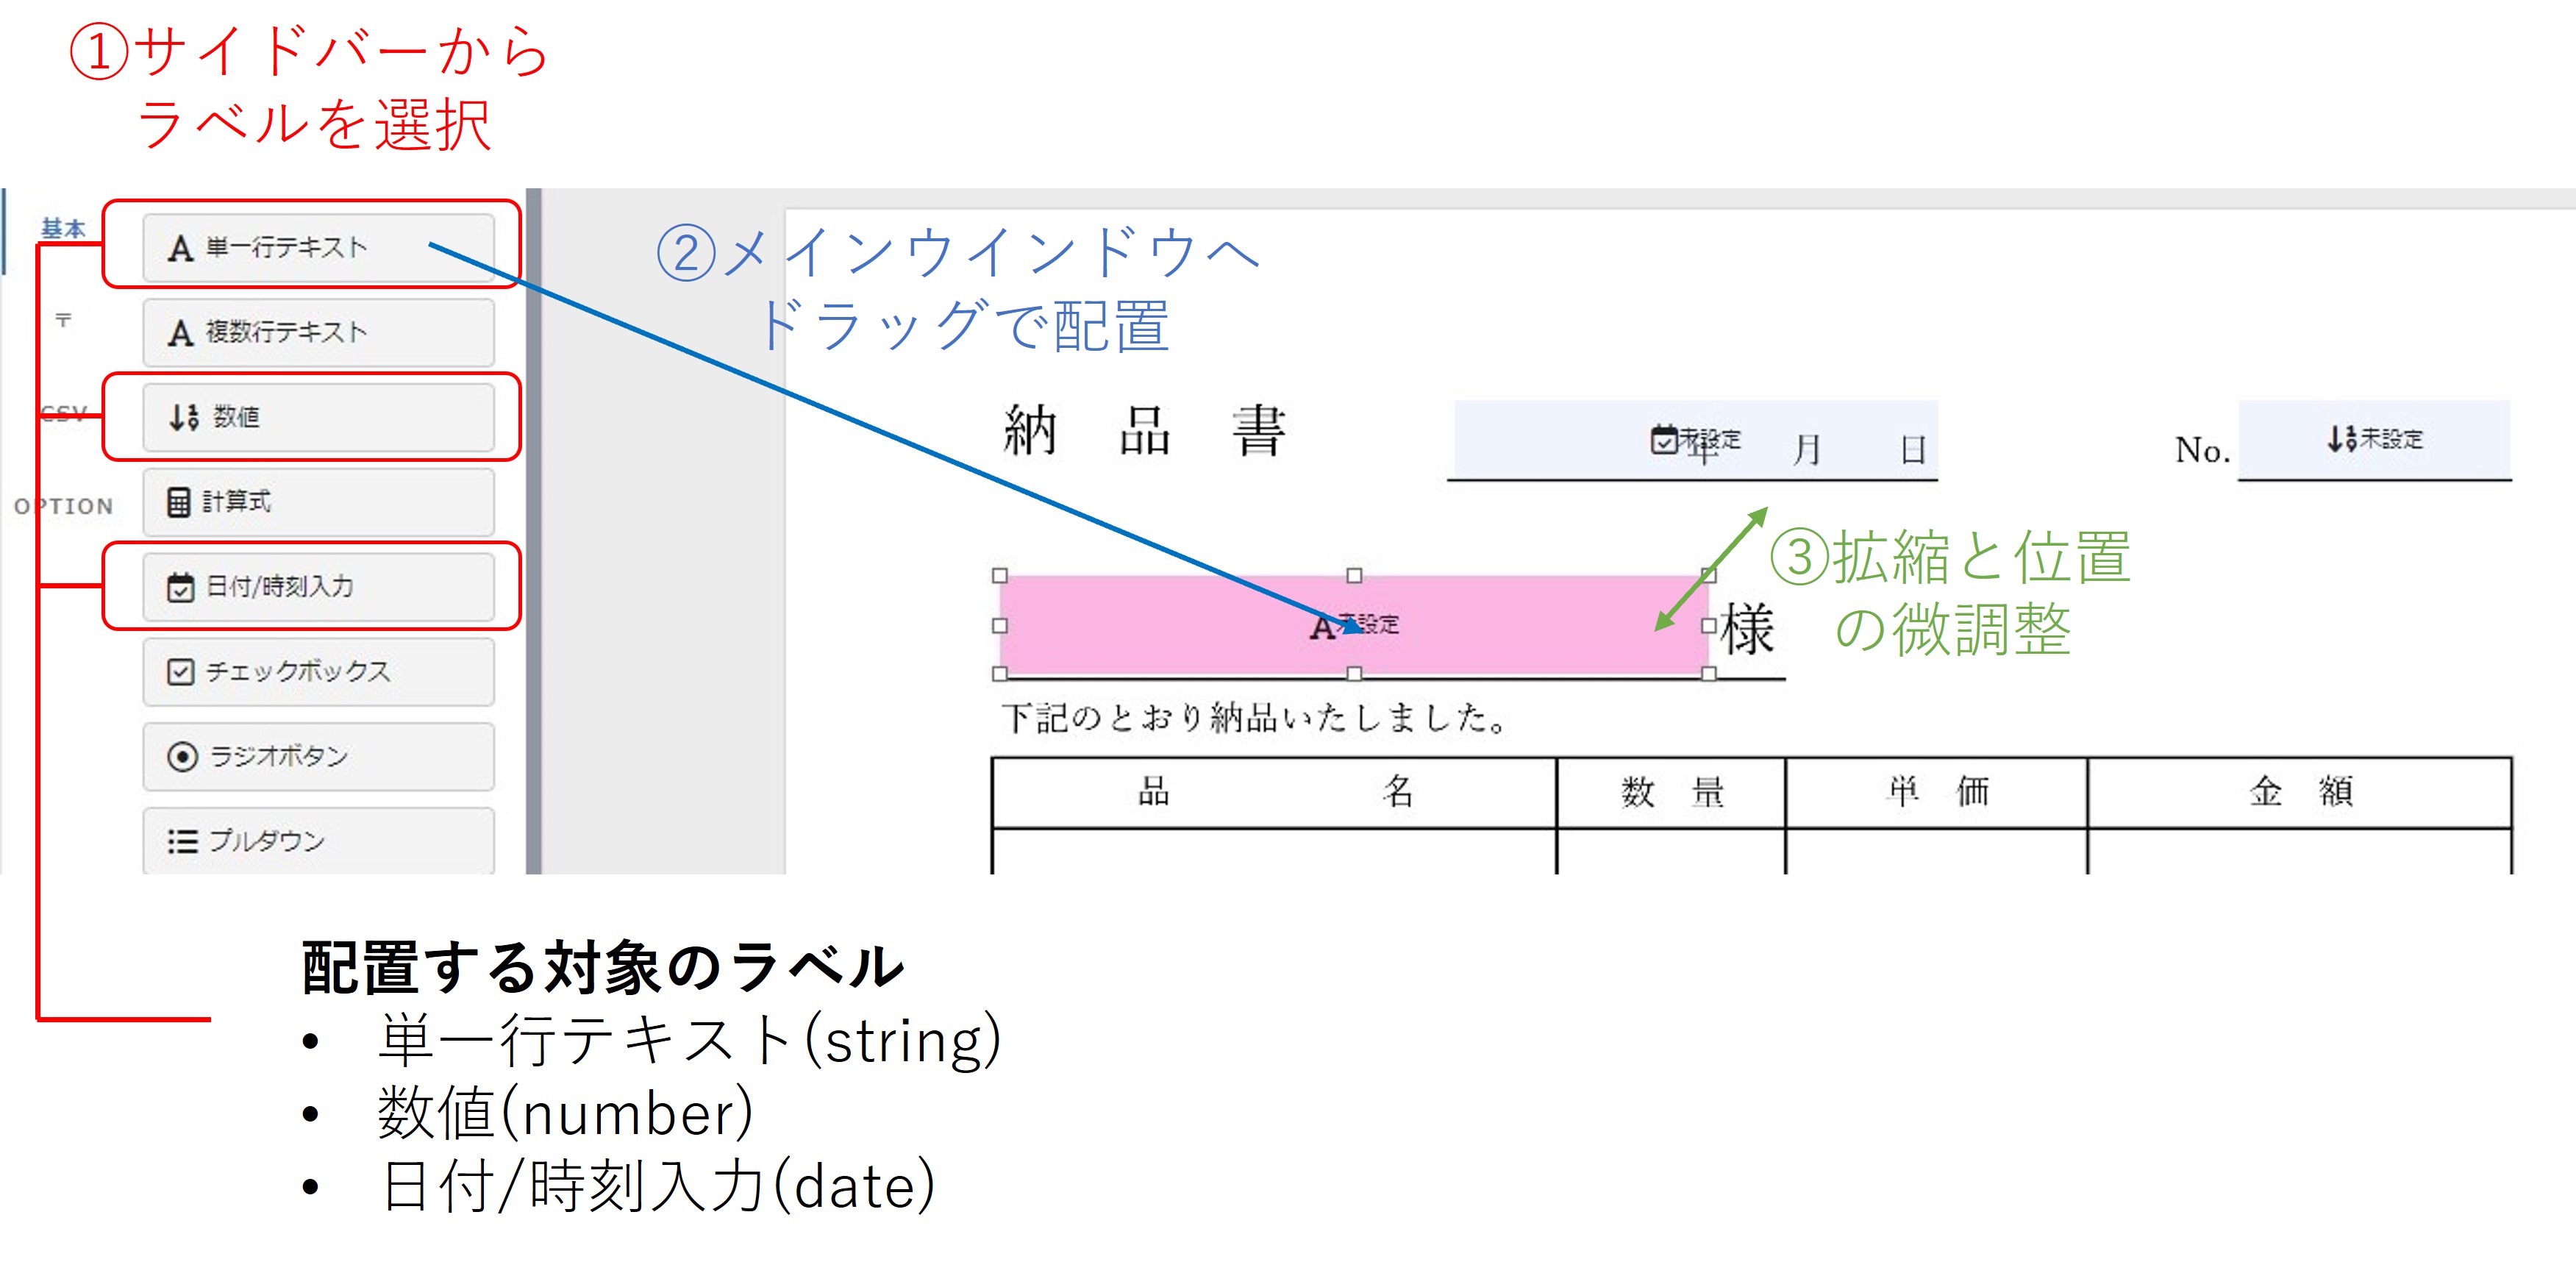 ①サイドバーから
ラベルを選択
基本
〒
CSV
OPTION
単一行テキスト
複数行テキスト
数値
計算式
日付/時刻入力
チェックボックス
ラジオボタン
プルダウン
②メインウインドウへ
ドラッグで配置
納 品 書
未設定
年 月 日
No.
未設定
③拡縮と位置
の微調整
未設定
様
下記のとおり納品いたしました。
品 名 数 量 単 価 金 額
配置する対象のラベル
• 単一行テキスト(string)
• 数値(number)
• 日付/時刻入力(date)